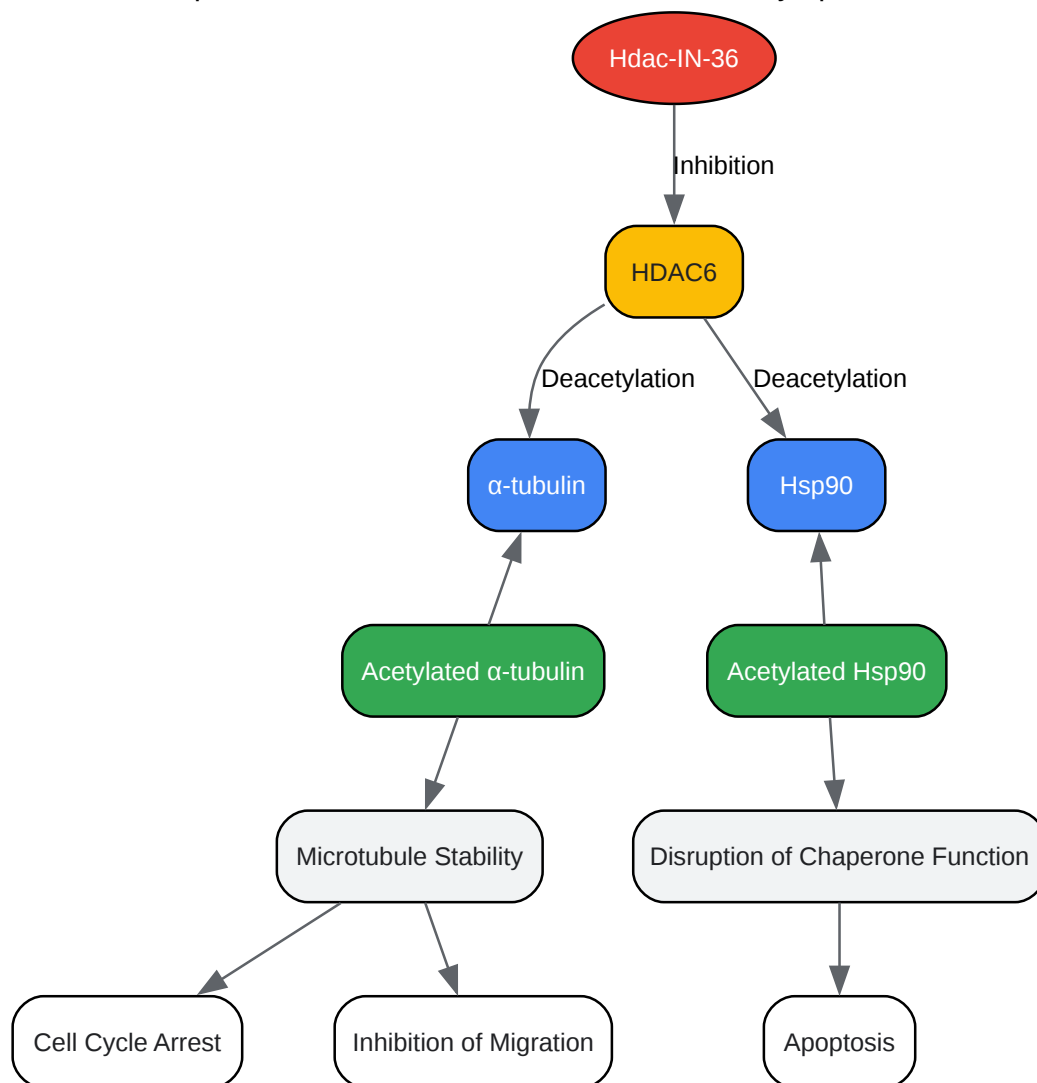 Hdac-IN-36
Inhibition
HDAC6
Deacetylation
Deacetylation
α-tubulin
Hsp90
Acetylated α-tubulin
Acetylated Hsp90
Microtubule Stability
Disruption of Chaperone Function
Cell Cycle Arrest
Inhibition of Migration
Apoptosis